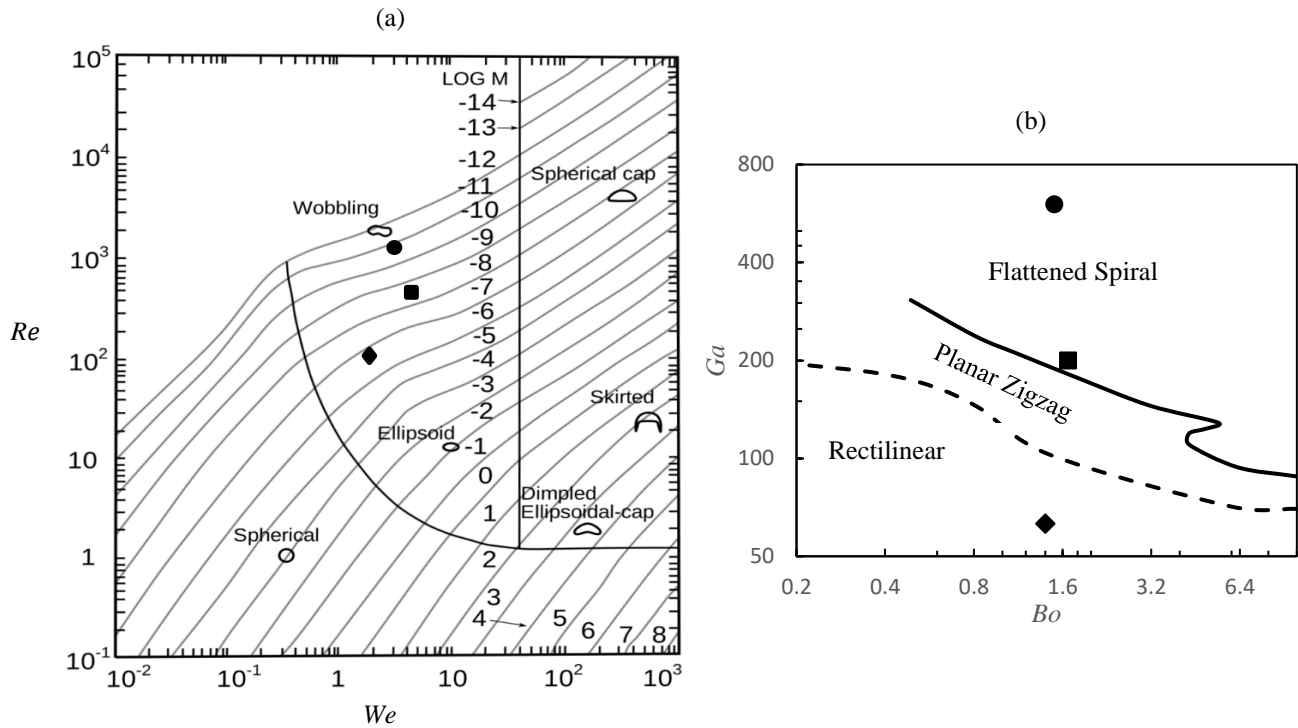 (a)
10^5
10^4
10^3
10^2
10
1
10^-1
Re
10^-2
10^-1
1
10
10^2
10^3
We
LOG M
-14
-13
-12
-11
-10
-9
-8
-7
-6
-5
-4
-3
-2
-1
0
1
2
3
4
5
6
7
8
Wobbling
Spherical cap
Skirted
Ellipsoid
Dimpled
Ellipsoidal-cap
Spherical
(b)
800
400
200
100
50
Ga
0.2
0.4
0.8
1.6
3.2
6.4
Bo
Flattened Spiral
Planar Zigzag
Rectilinear